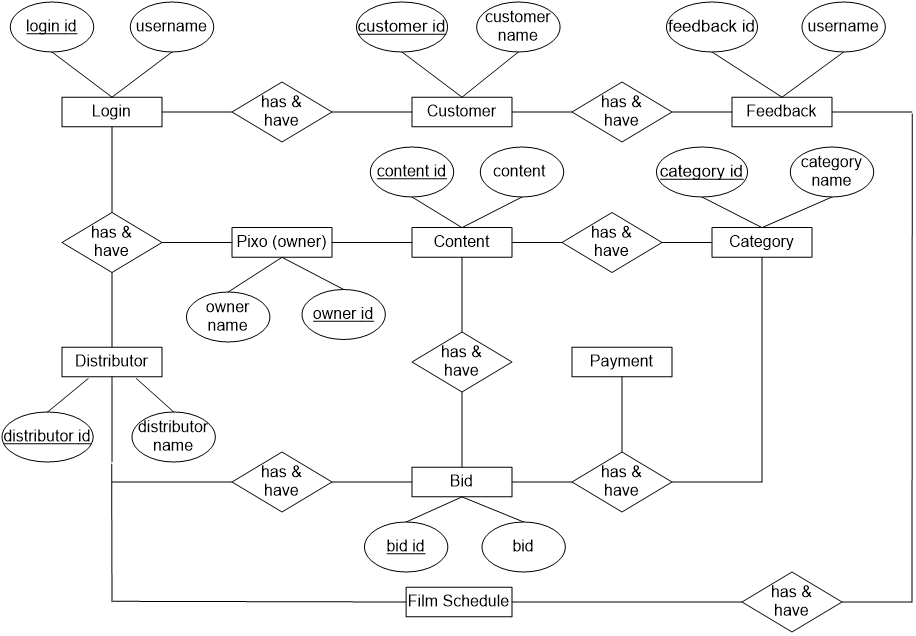 login id
username
customer id
customer
name
feedback id
username
Login
has &
have
Customer
has &
have
Feedback
content id
content
category id
category
name
has &
have
Pixo (owner)
Content
has &
have
Category
owner
name
owner id
has &
have
Distributor
Payment
distributor id
distributor
name
has &
have
Bid
has &
have
bid id
bid
Film Schedule
has &
have